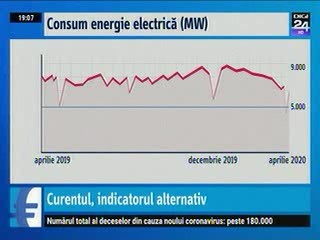 19:07
Consum energie electrică (MW)
DIGI
24
HD
9.000
5.000
aprilie 2019
decembrie 2019
aprilie 2020
Curentul, indicatorul alternativ
Numărul total al deceselor din cauza noului coronavirus: peste 180.000